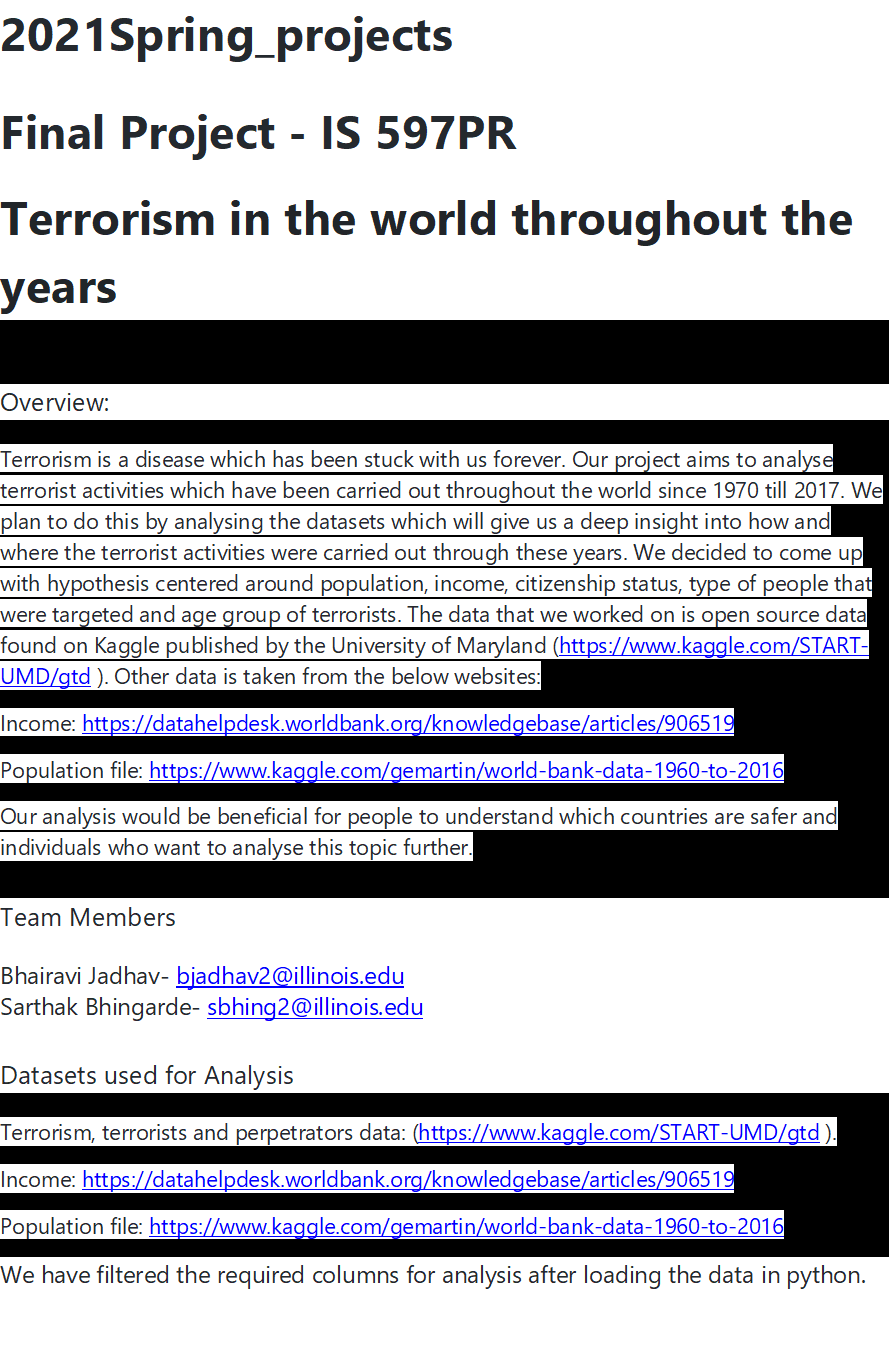 2021Spring_projects
Final Project - IS 597PR
Terrorism in the world throughout the
years
Overview:
Terrorism is a disease which has been stuck with us forever. Our project aims to analyse
terrorist activities which have been carried out throughout the world since 1970 till 2017. We
plan to do this by analysing the datasets which will give us a deep insight into how and
where the terrorist activities were carried out through these years. We decided to come up
with hypothesis centered around population, income, citizenship status, type of people that
were targeted and age group of terrorists. The data that we worked on is open source data
found on Kaggle published by the University of Maryland (https://www.kaggle.com/START-
UMD/gtd ). Other data is taken from the below websites:
Income: https://datahelpdesk.worldbank.org/knowledgebase/articles/906519
Population file: https://www.kaggle.com/gemartin/world-bank-data-1960-to-2016
Our analysis would be beneficial for people to understand which countries are safer and
individuals who want to analyse this topic further.
Team Members
Bhairavi Jadhav- bjadhav2@illinois.edu
Sarthak Bhingarde- sbhing2@illinois.edu
Datasets used for Analysis
Terrorism, terrorists and perpetrators data: (https://www.kaggle.com/START-UMD/gtd ).
Income: https://datahelpdesk.worldbank.org/knowledgebase/articles/906519
Population file: https://www.kaggle.com/gemartin/world-bank-data-1960-to-2016
We have filtered the required columns for analysis after loading the data in python.